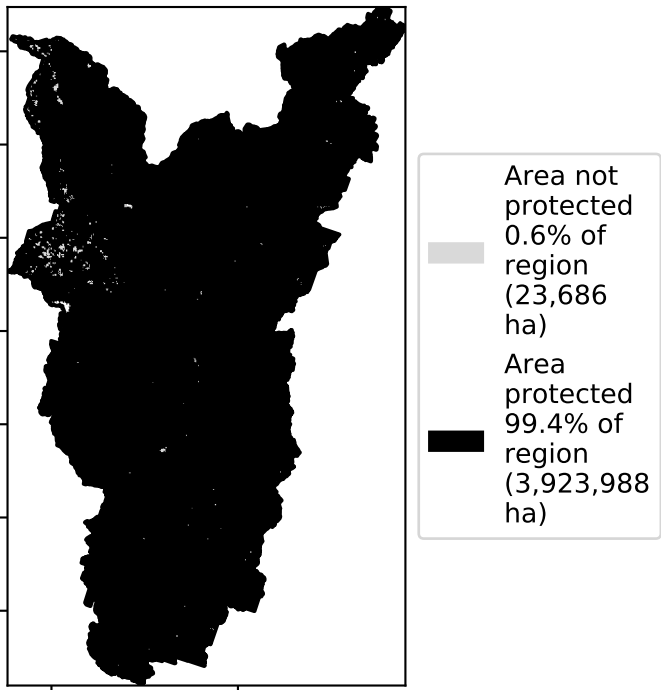 Area not
protected
0.6% of
region
(23,686
ha)
Area
protected
99.4% of
region
(3,923,988
ha)